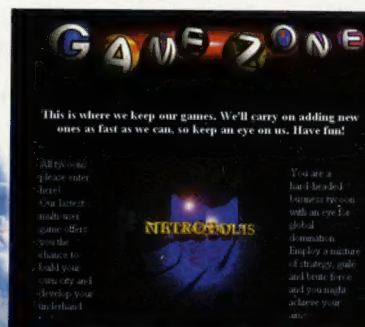 GAME ZONE
This is where we keep our games. We'll carry on adding new
ones as fast as we can, so keep an eye on us. Have fun!
All tycoons
please enter
here!
Our latest
multi-user
game offers
you the
chance to
build your
own city and
develop your
underhand
NETROPOLIS
You are a
hard-headed
business tycoon
with an eye for
global
domination.
Employ a mixture
of strategy, guile
and brute force
and you might
achieve your
aim.